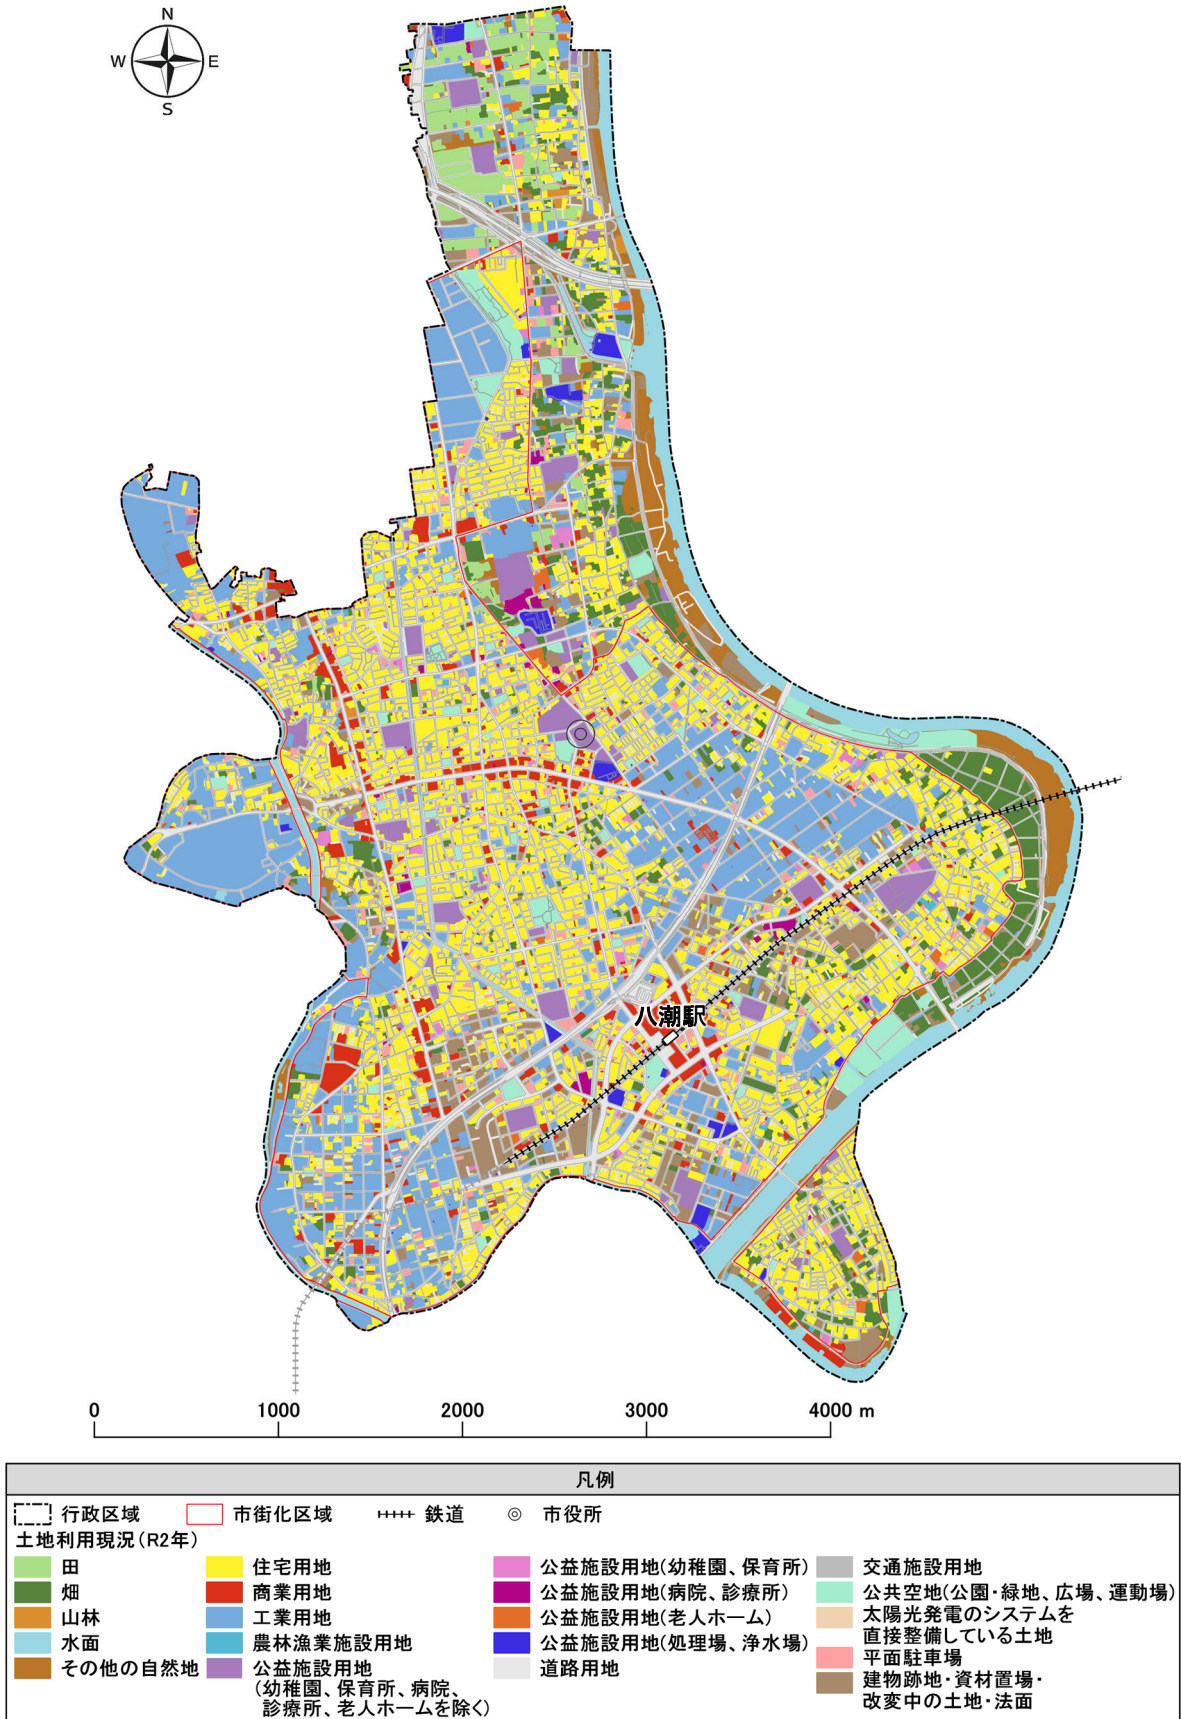 N
W E
S
八潮駅
0 1000 2000 3000 4000 m
凡例
行政区域 市街化区域 鉄道 市役所
土地利用現況(R2年)
田 住宅用地 公益施設用地(幼稚園、保育所) 交通施設用地
畑 商業用地 公益施設用地(病院、診療所) 公共空地(公園・緑地、広場、運動場)
山林 工業用地 公益施設用地(老人ホーム) 太陽光発電のシステムを
直接整備している土地
水面 農林漁業施設用地 公益施設用地(処理場、浄水場) 平面駐車場
その他の自然地 公益施設用地 道路用地 建物跡地・資材置場・
(幼稚園、保育所、病院、 改変中の土地・法面
診療所、老人ホームを除く)